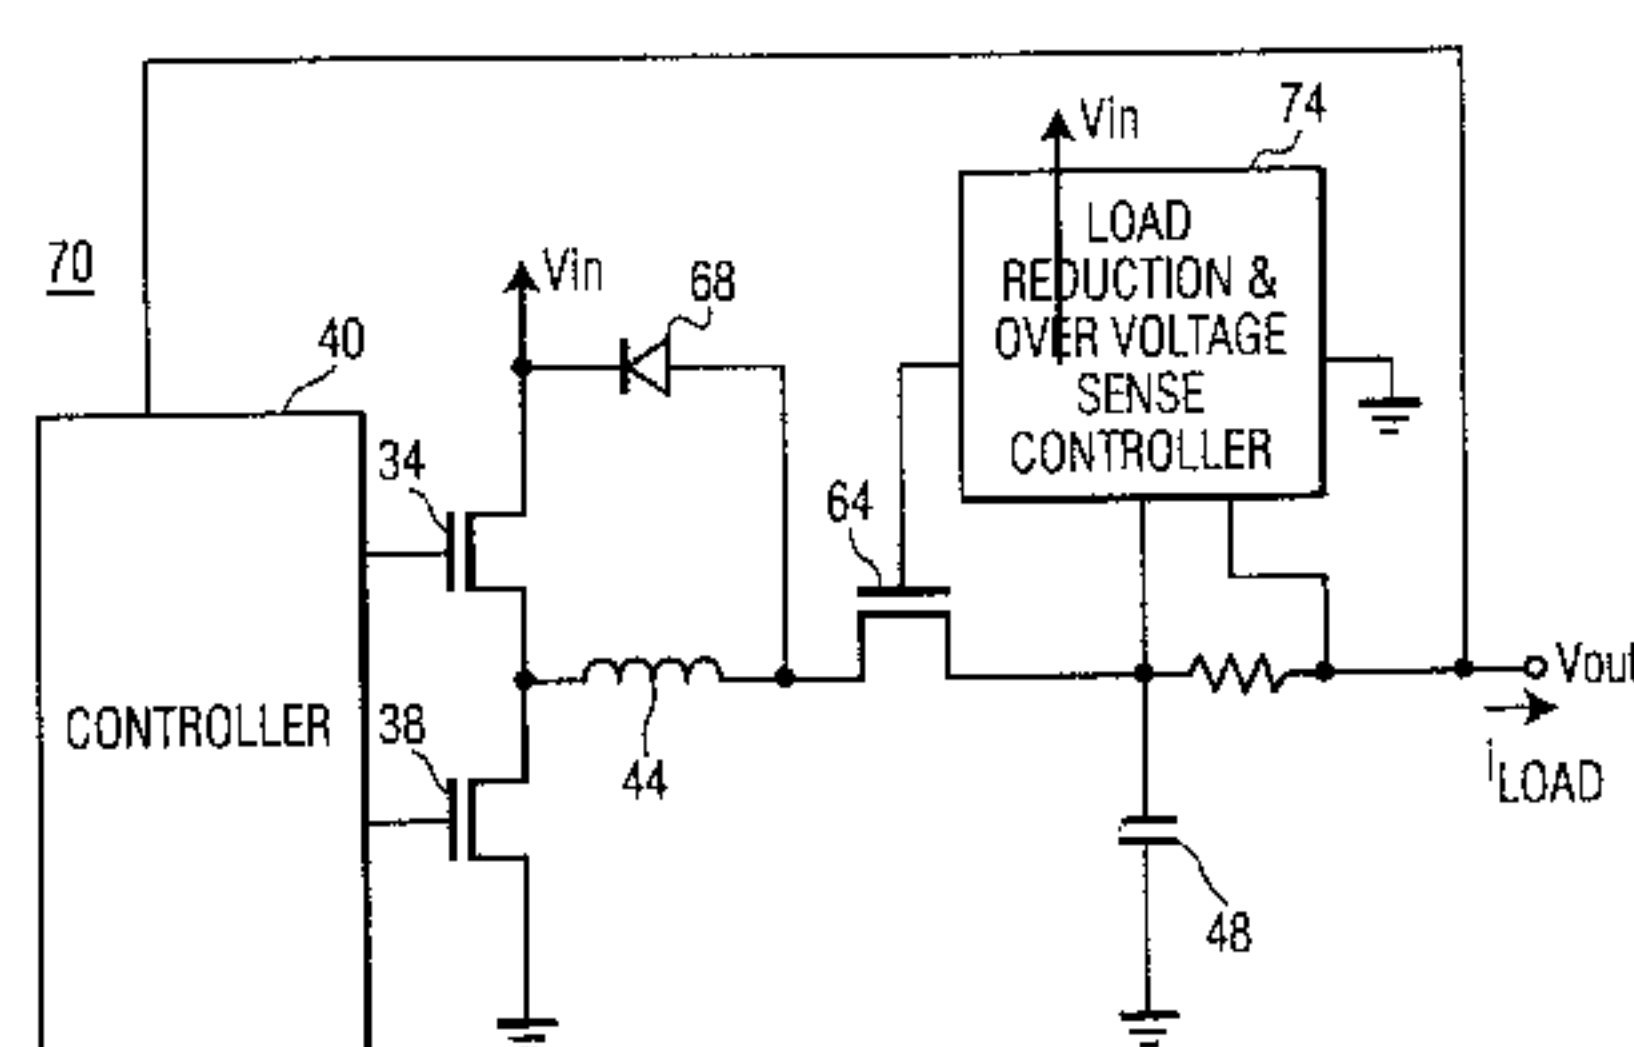 74
Vin
LOAD
REDUCTION &
OVER VOLTAGE
SENSE
CONTROLLER
70
Vin
68
40
34
64
Vout
iLOAD
CONTROLLER
38
44
48